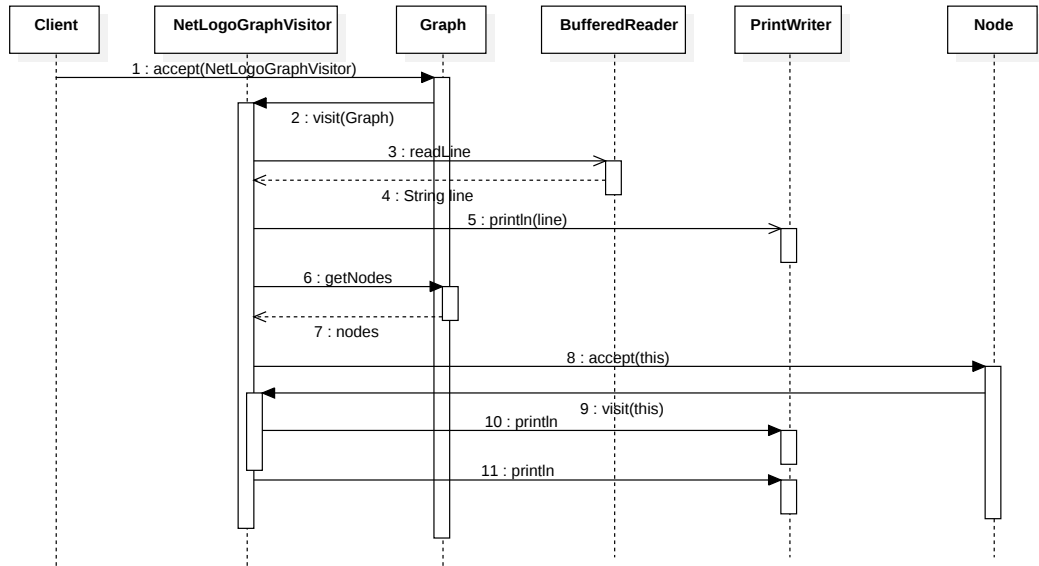 Client
NetLogoGraphVisitor
Graph
BufferedReader
PrintWriter
Node
1 : accept(NetLogoGraphVisitor)
2 : visit(Graph)
3 : readLine
4 : String line
5 : println(line)
6 : getNodes
7 : nodes
8 : accept(this)
9 : visit(this)
10 : println
11 : println